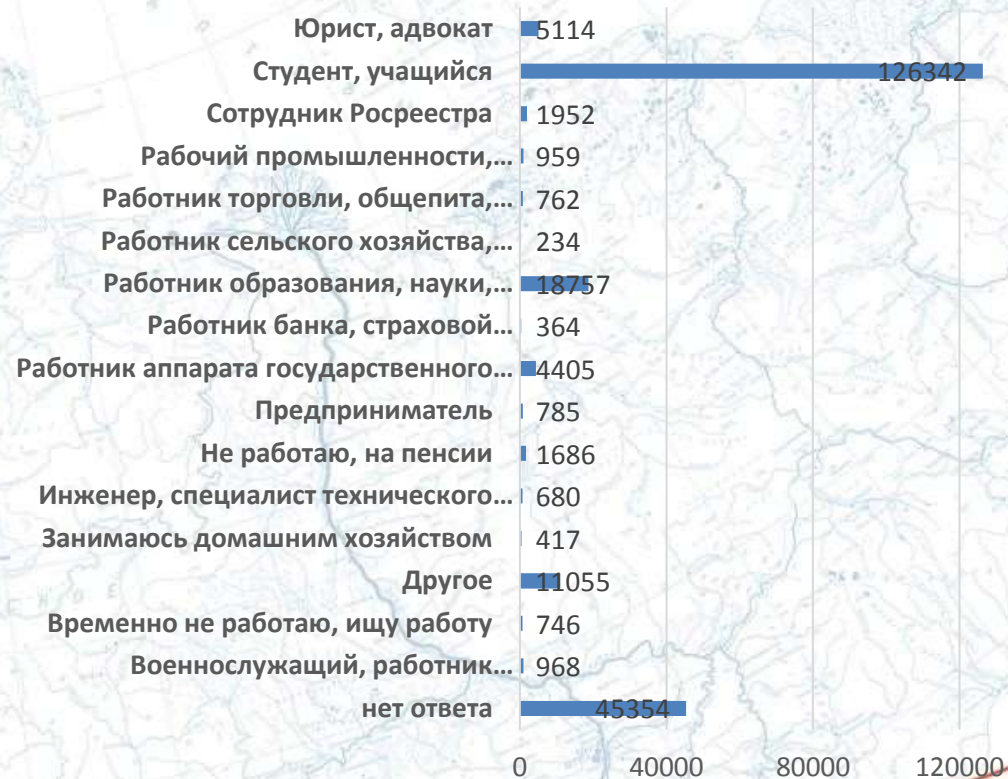 Юрист, адвокат 5114
Студент, учащийся 126342
Сотрудник Росреестра 1952
Рабочий промышленности,… 959
Работник торговли, общепита,… 762
Работник сельского хозяйства,… 234
Работник образования, науки,… 18757
Работник банка, страховой… 364
Работник аппарата государственного… 4405
Предприниматель 785
Не работаю, на пенсии 1686
Инженер, специалист технического… 680
Занимаюсь домашним хозяйством 417
Другое 11055
Временно не работаю, ищу работу 746
Военнослужащий, работник… 968
нет ответа 45354
0 40000 80000 120000